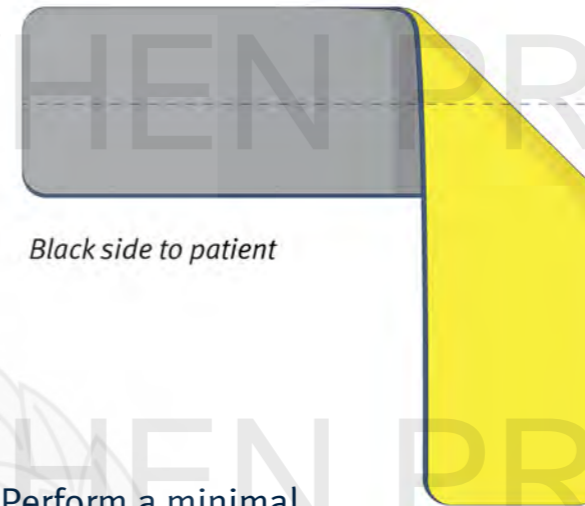 HEN PR
Black side to patient
HEN PR
Perform a minimal